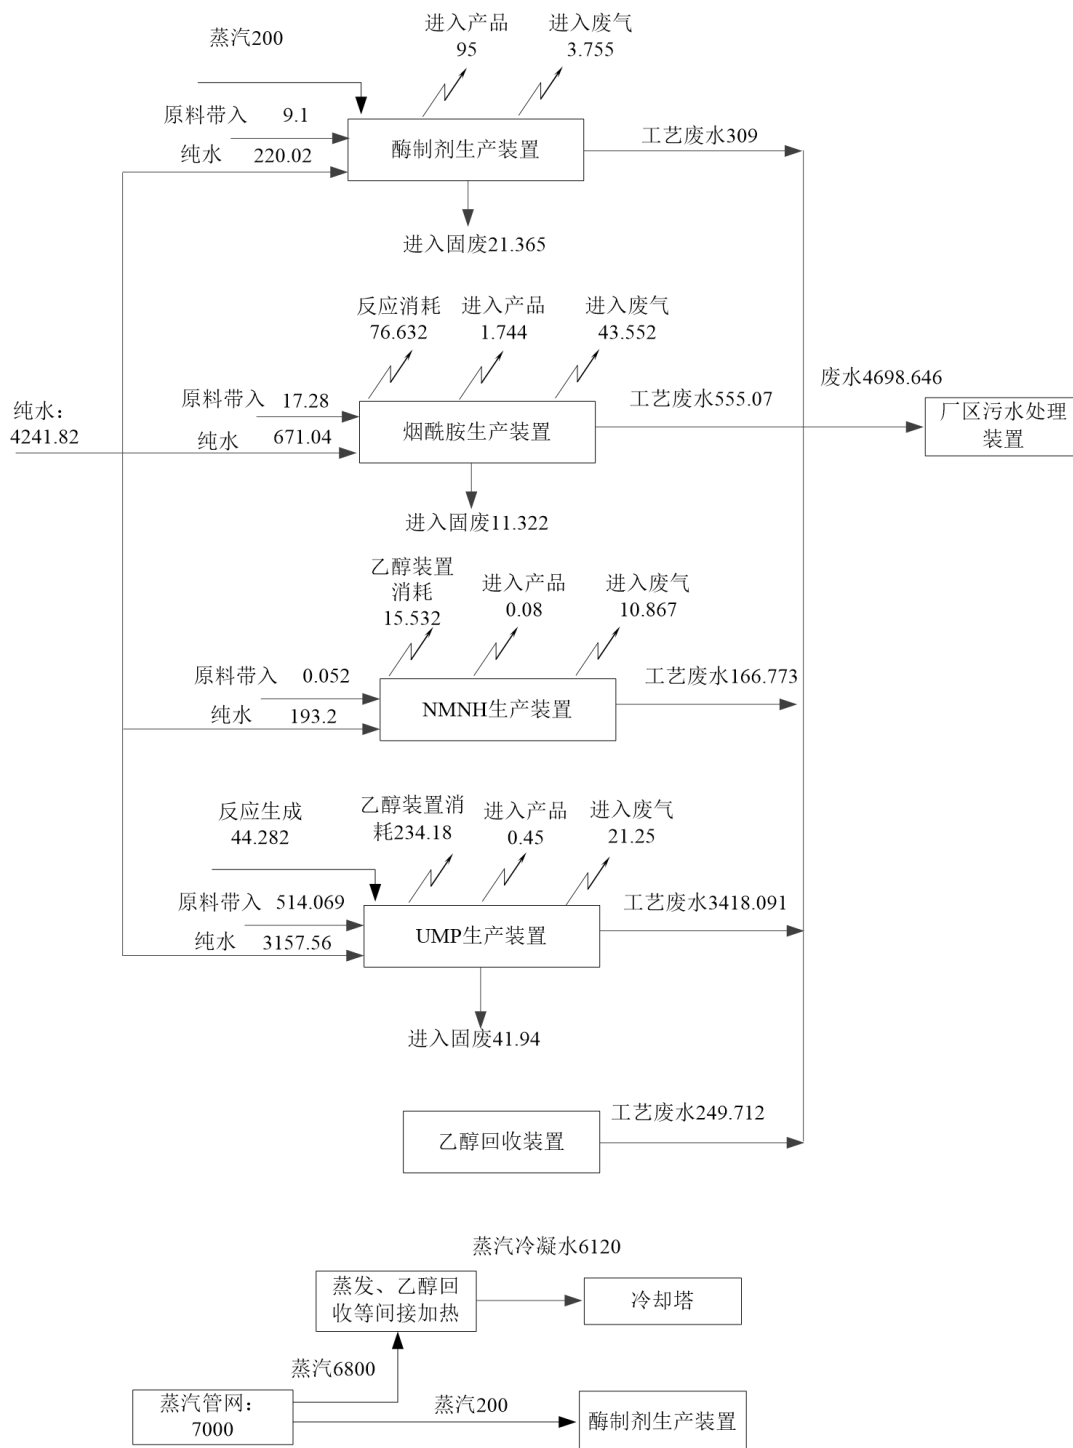 蒸汽200
进入产品
95
进入废气
3.755
原料带入 9.1
纯水 220.02
酶制剂生产装置
工艺废水309
进入固废21.365
反应消耗
76.632
进入产品
1.744
进入废气
43.552
纯水：
4241.82
原料带入 17.28
纯水 671.04
烟酰胺生产装置
工艺废水555.07
废水4698.646
厂区污水处理
装置
进入固废11.322
乙醇装置
消耗
15.532
进入产品
0.08
进入废气
10.867
原料带入 0.052
纯水 193.2
NMNH生产装置
工艺废水166.773
反应生成
44.282
乙醇装置消
耗234.18
进入产品
0.45
进入废气
21.25
原料带入 514.069
纯水 3157.56
UMP生产装置
工艺废水3418.091
进入固废41.94
乙醇回收装置
工艺废水249.712
蒸汽冷凝水6120
蒸发、乙醇回
收等间接加热
冷却塔
蒸汽6800
蒸汽管网：
7000
蒸汽200
酶制剂生产装置